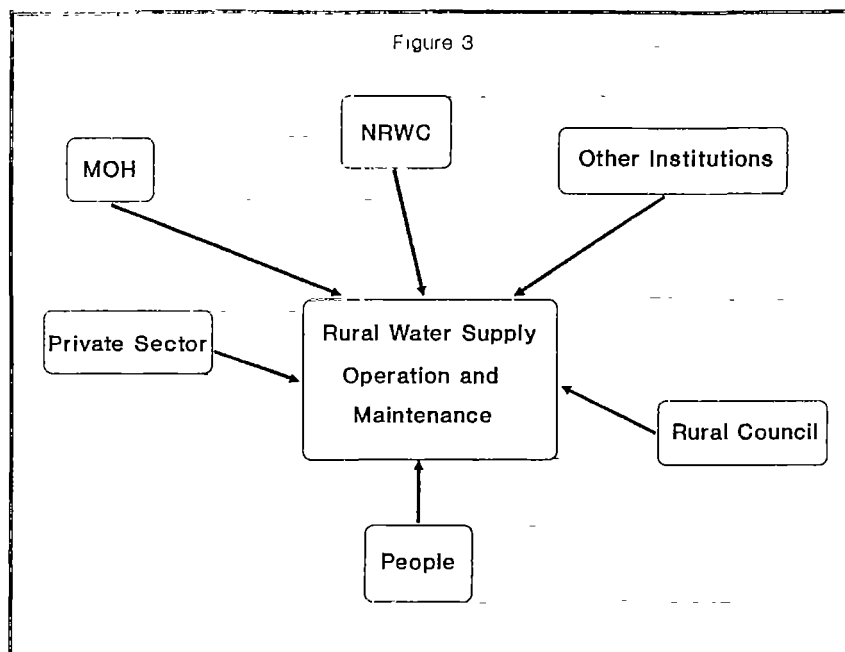 Figure 3
NRWC
MOH
Other Institutions
Private Sector
Rural Water Supply
Operation and
Maintenance
Rural Council
People